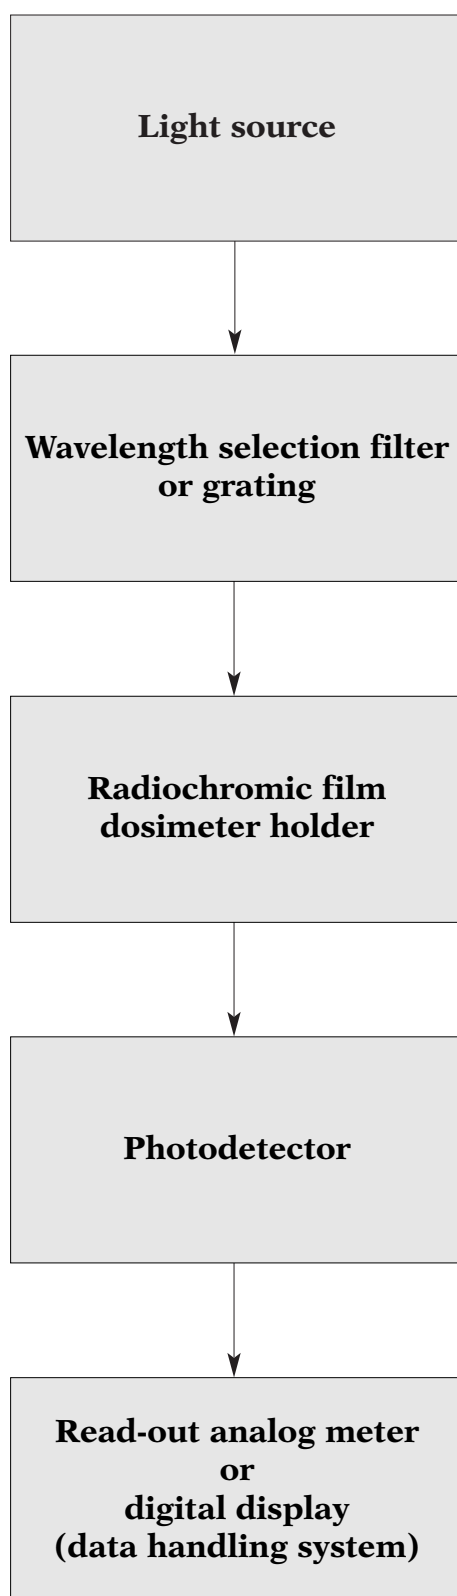 Light source
Wavelength selection filter
or grating
Radiochromic film
dosimeter holder
Photodetector
Read-out analog meter
or
digital display
(data handling system)